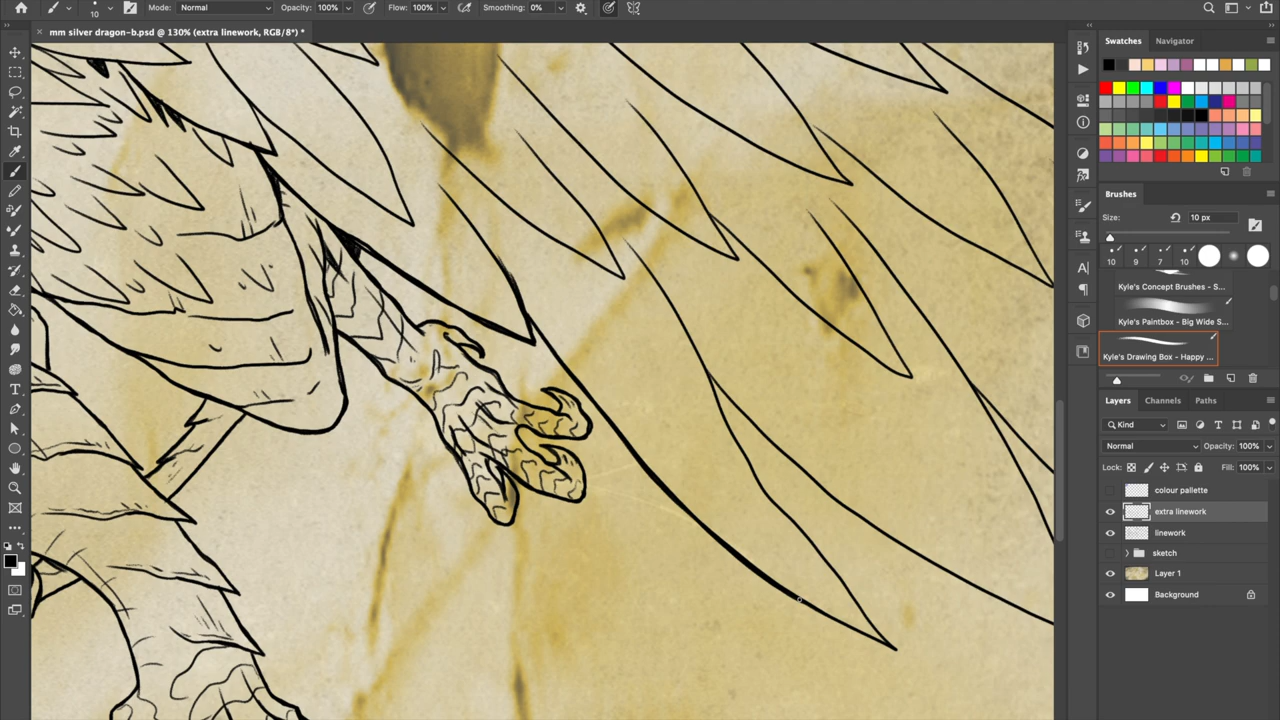 Mode: Normal Opacity: 100% Flow: 100% Smoothing: 0%
10
× mm silver dragon-b.psd @ 130% (extra linework, RGB/8*) *
Swatches Navigator
Brushes
Size: 10 px
10 9 7 10
Kyle's Concept Brushes - S...
Kyle's Paintbox - Big Wide S...
Kyle's Drawing Box - Happy ...
Layers Channels Paths
Kind
Normal Opacity: 100%
Lock: Fill: 100%
colour pallette
extra linework
linework
sketch
Layer 1
Background